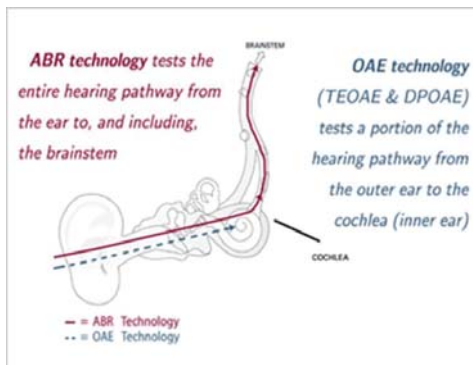 BRAINSTEM
ABR technology tests the
entire hearing pathway from
the ear to, and including,
the brainstem
OAE technology
(TEOAE & DPOAE)
tests a portion of the
hearing pathway from
the outer ear to the
cochlea (inner ear)
COCHLEA
= ABR Technology
= OAE Technology